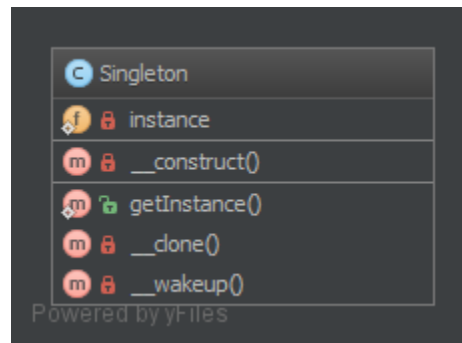 C Singleton
f instance
m __construct()
m getInstance()
m __clone()
m __wakeup()
Powered by yFiles